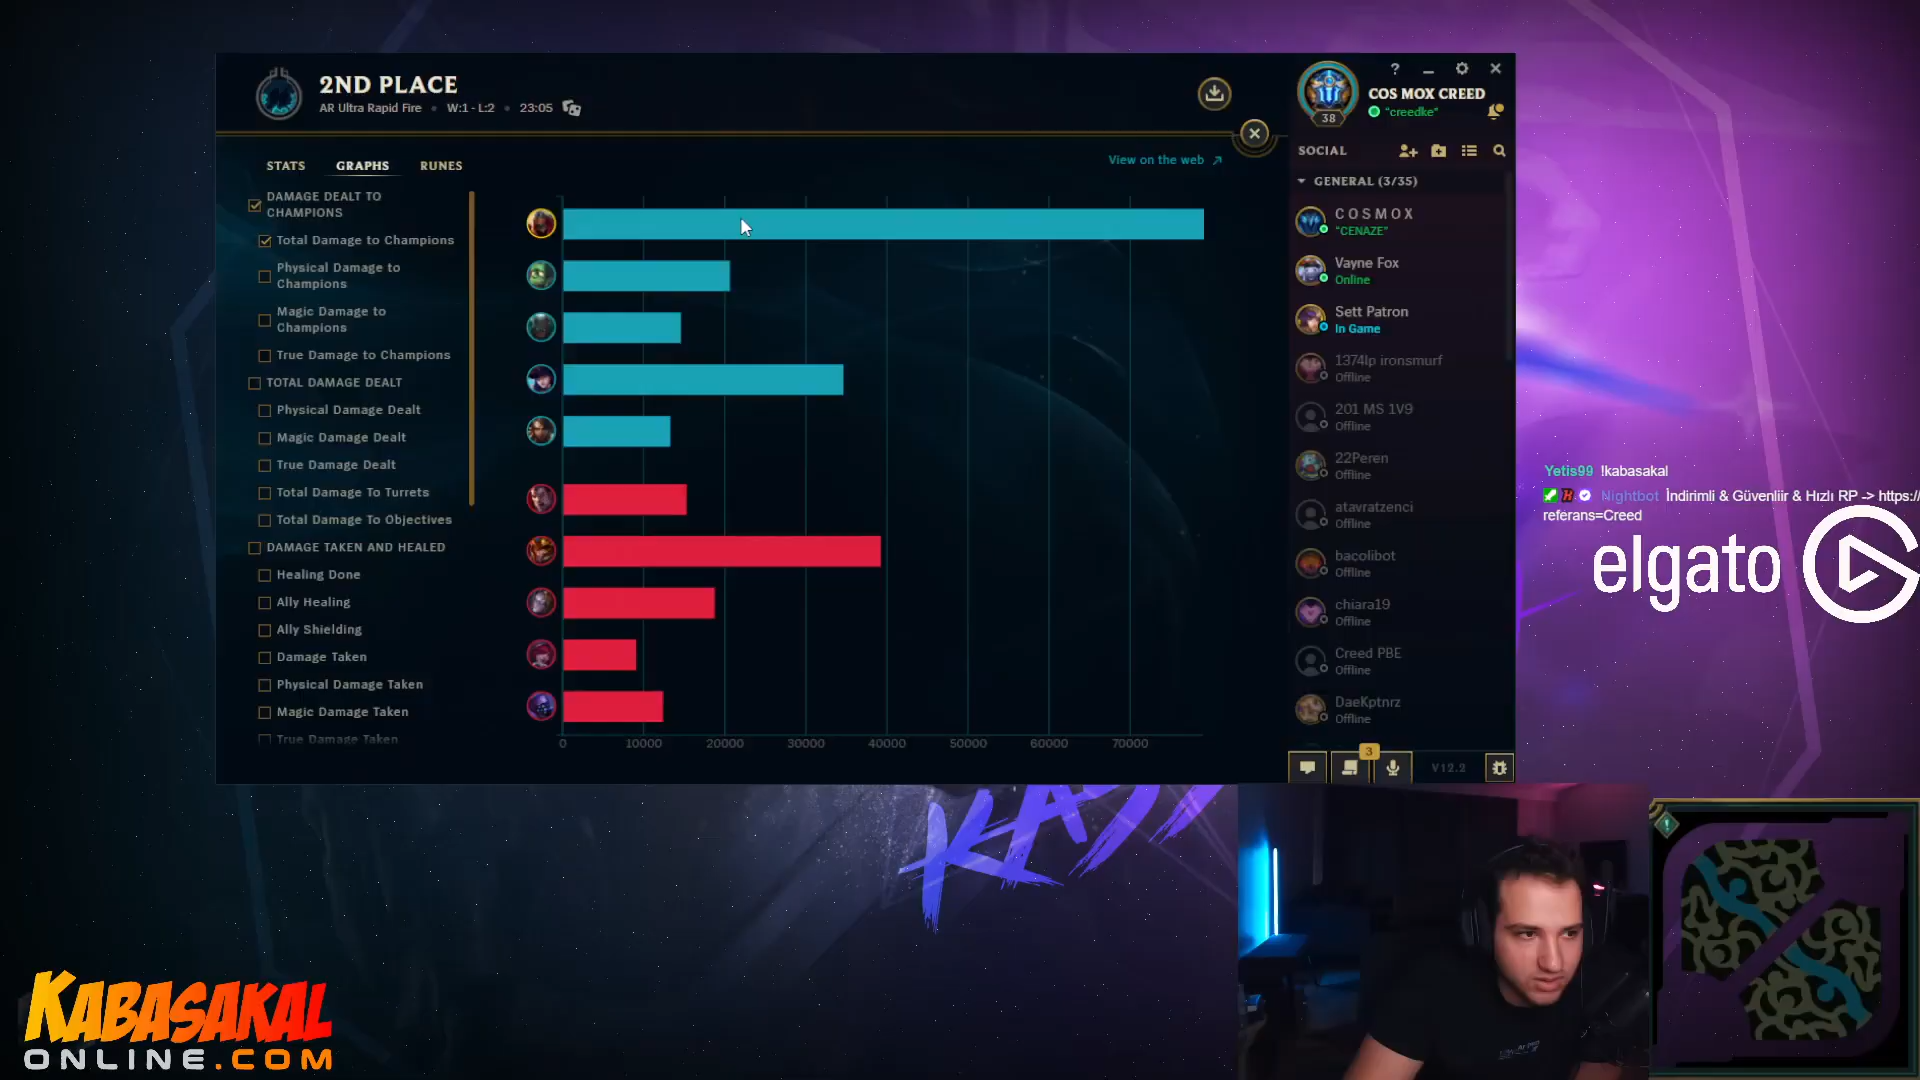 2ND PLACE
AR Ultra Rapid Fire • W:1 - L:2 • 23:05
STATS GRAPHS RUNES
View on the web
DAMAGE DEALT TO
CHAMPIONS
Total Damage to Champions
Physical Damage to
Champions
Magic Damage to
Champions
True Damage to Champions
TOTAL DAMAGE DEALT
Physical Damage Dealt
Magic Damage Dealt
True Damage Dealt
Total Damage To Turrets
Total Damage To Objectives
DAMAGE TAKEN AND HEALED
Healing Done
Ally Healing
Ally Shielding
Damage Taken
Physical Damage Taken
Magic Damage Taken
True Damage Taken
0 10000 20000 30000 40000 50000 60000 70000
?
COS MOX CREED
"creedke"
38
SOCIAL
GENERAL (3/35)
C O S M O X
"CENAZE"
Vayne Fox
Online
Sett Patron
In Game
1374lp ironsmurf
Offline
201 MS 1V9
Offline
22Peren
Offline
atavratzenci
Offline
bacolibot
Offline
chiara19
Offline
Creed PBE
Offline
DaeKptnrz
Offline
3
V12.2
Yetis99 !kabasakal
Nightbot İndirimli & Güvenliir & Hızlı RP -> https://
referans=Creed
elgato
KABASAKAL
ONLINE.COM